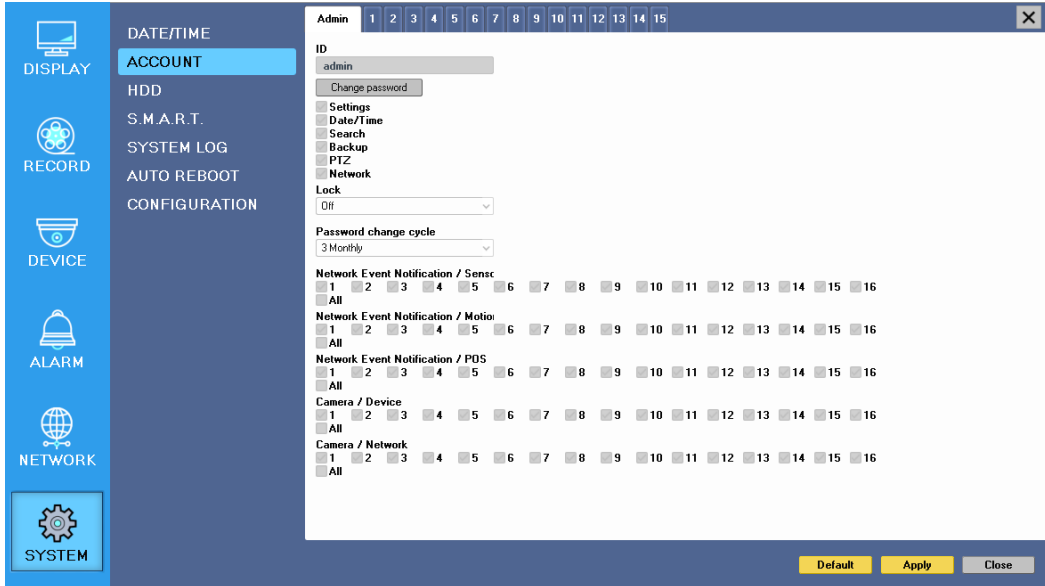 DISPLAY
RECORD
DEVICE
ALARM
NETWORK
SYSTEM
DATE/TIME
ACCOUNT
HDD
S.M.A.R.T.
SYSTEM LOG
AUTO REBOOT
CONFIGURATION
Admin 1 2 3 4 5 6 7 8 9 10 11 12 13 14 15
ID
admin
Change password
Settings
Date/Time
Search
Backup
PTZ
Network
Lock
Off
Password change cycle
3 Monthly
Network Event Notification / Senso
1 2 3 4 5 6 7 8 9 10 11 12 13 14 15 16
All
Network Event Notification / Motion
1 2 3 4 5 6 7 8 9 10 11 12 13 14 15 16
All
Network Event Notification / POS
1 2 3 4 5 6 7 8 9 10 11 12 13 14 15 16
All
Camera / Device
1 2 3 4 5 6 7 8 9 10 11 12 13 14 15 16
All
Camera / Network
1 2 3 4 5 6 7 8 9 10 11 12 13 14 15 16
All
Default Apply Close